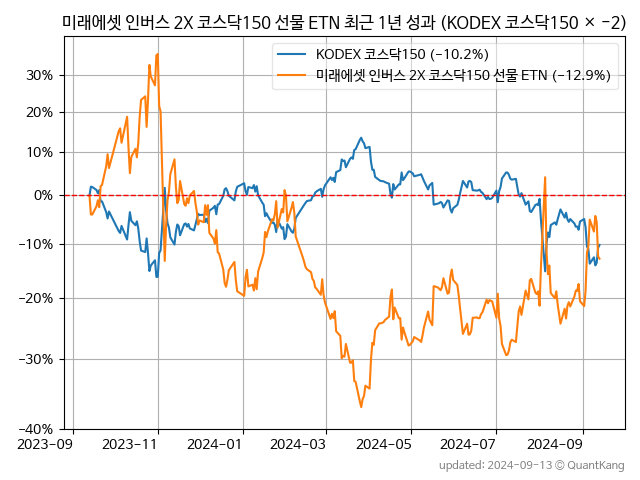 미래에셋 인버스 2X 코스닥150 선물 ETN 최근 1년 성과 (KODEX 코스닥150 × −2)
KODEX 코스닥150 (−10.2%)
미래에셋 인버스 2X 코스닥150 선물 ETN (−12.9%)
30%
20%
10%
0%
−10%
−20%
−30%
−40%
2023-09 2023-11 2024-01 2024-03 2024-05 2024-07 2024-09
updated: 2024-09-13 © QuantKang